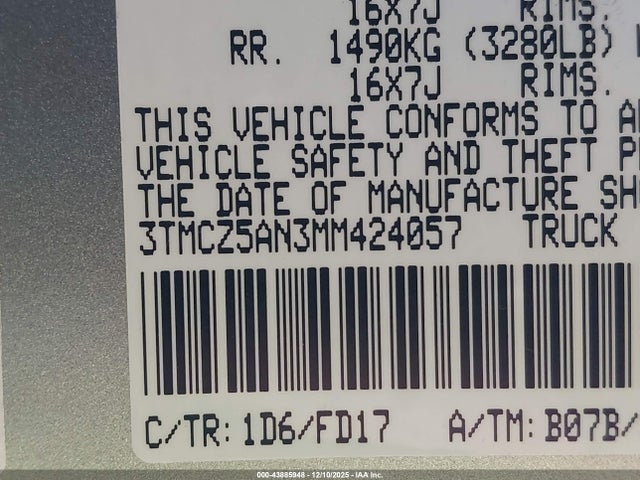 16X7J RIMS.
RR. 1490KG (3280LB)
16X7J RIMS.
THIS VEHICLE CONFORMS TO A
VEHICLE SAFETY AND THEFT P
THE DATE OF MANUFACTURE SH
3TMCZ5AN3MM424057 TRUCK
C/TR: 1D6/FD17 A/TM: B07B/
000-43885948 - 12/10/2025 - IAA Inc.